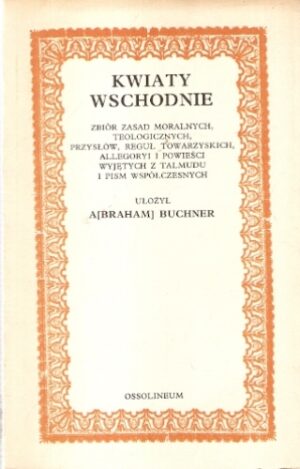 KWIATY
WSCHODNIE
ZBIÓR ZASAD MORALNYCH,
TEOLOGICZNYCH,
PRZYSŁÓW, REGUŁ TOWARZYSKICH,
ALLEGORYI I POWIEŚCI
WYJĘTYCH Z TALMUDU
I PISM WSPÓŁCZESNYCH
UŁOŻYŁ
A[BRAHAM] BUCHNER
OSSOLINEUM